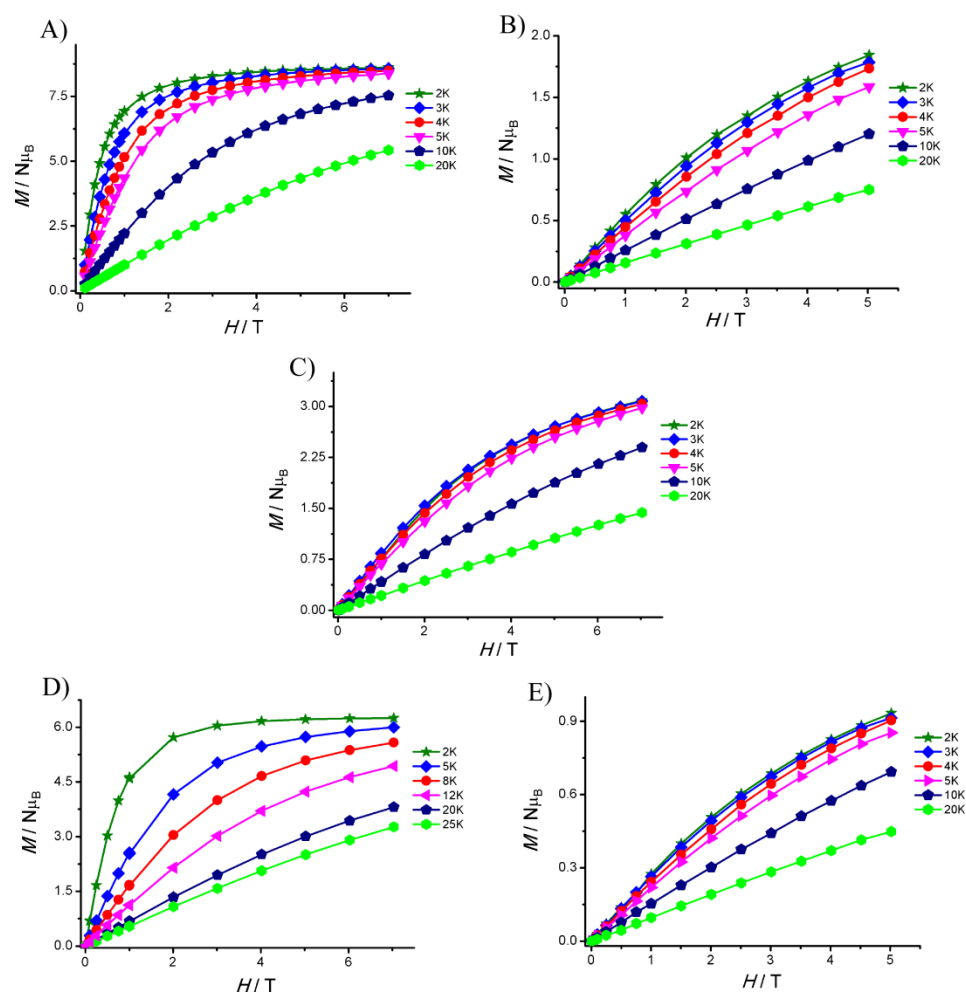 A)
M / Nμ_B
7.5
5.0
2.5
0.0
0 2 4 6
H / T
2K
3K
4K
5K
10K
20K
B)
M / Nμ_B
2.0
1.5
1.0
0.5
0.0
0 1 2 3 4 5
H / T
2K
3K
4K
5K
10K
20K
C)
M / Nμ_B
3.00
2.25
1.50
0.75
0.00
0 2 4 6
H / T
2K
3K
4K
5K
10K
20K
D)
M / Nμ_B
6.0
4.5
3.0
1.5
0.0
0 2 4 6
H / T
2K
5K
8K
12K
20K
25K
E)
M / Nμ_B
0.9
0.6
0.3
0.0
0 1 2 3 4 5
H / T
2K
3K
4K
5K
10K
20K